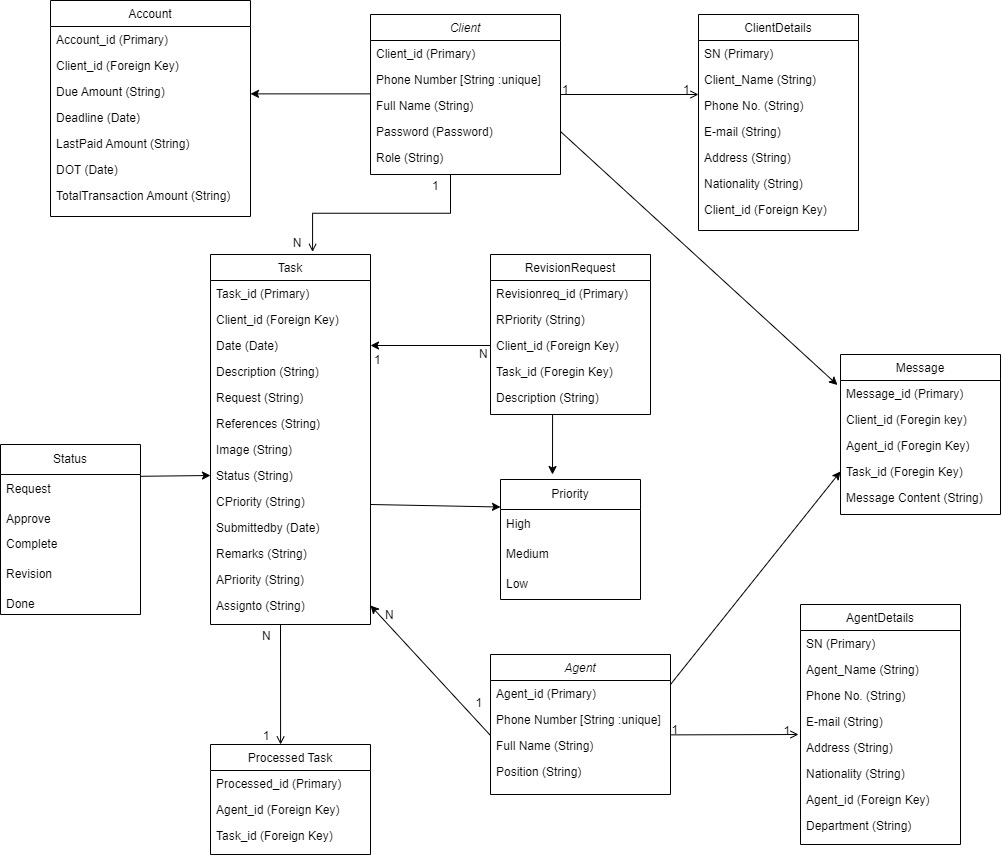 Account
Account_id (Primary)
Client_id (Foreign Key)
Due Amount (String)
Deadline (Date)
LastPaid Amount (String)
DOT (Date)
TotalTransaction Amount (String)
Client
Client_id (Primary)
Phone Number [String :unique]
Full Name (String)
Password (Password)
Role (String)
1
1
ClientDetails
SN (Primary)
Client_Name (String)
Phone No. (String)
E-mail (String)
Address (String)
Nationality (String)
Client_id (Foreign Key)
1
N
Task
Task_id (Primary)
Client_id (Foreign Key)
Date (Date)
Description (String)
Request (String)
References (String)
Image (String)
Status (String)
CPriority (String)
Submittedby (Date)
Remarks (String)
APriority (String)
Assignto (String)
1
N
RevisionRequest
Revisionreq_id (Primary)
RPriority (String)
Client_id (Foreign Key)
Task_id (Foregin Key)
Description (String)
Message
Message_id (Primary)
Client_id (Foregin key)
Agent_id (Foregin Key)
Task_id (Foregin Key)
Message Content (String)
Status
Request
Approve
Complete
Revision
Done
Priority
High
Medium
Low
N
1
Agent
Agent_id (Primary)
Phone Number [String :unique]
Full Name (String)
Position (String)
1
1
AgentDetails
SN (Primary)
Agent_Name (String)
Phone No. (String)
E-mail (String)
Address (String)
Nationality (String)
Agent_id (Foreign Key)
Department (String)
N
1
Processed Task
Processed_id (Primary)
Agent_id (Foreign Key)
Task_id (Foreign Key)